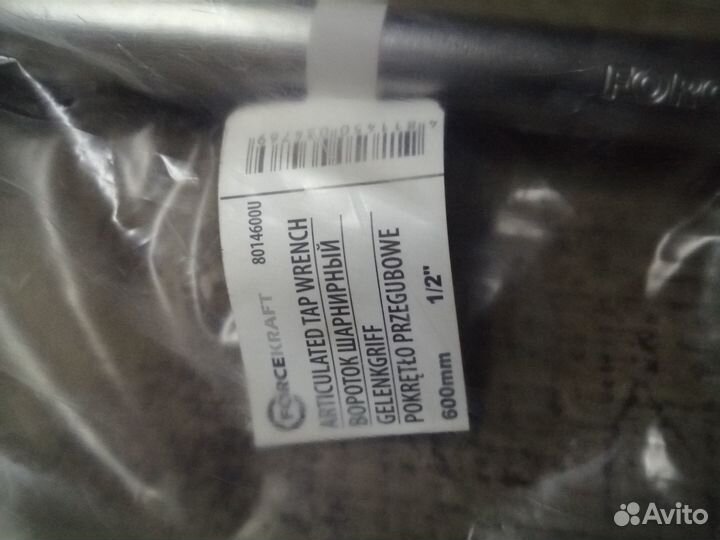 FORCEKRAFT 8014600U
ARTICULATED TAP WRENCH
ВОРОТОК ШАРНИРНЫЙ
GELENKGRIFF
POKRĘTŁO PRZEGUBOWE
600mm 1/2"
Avito